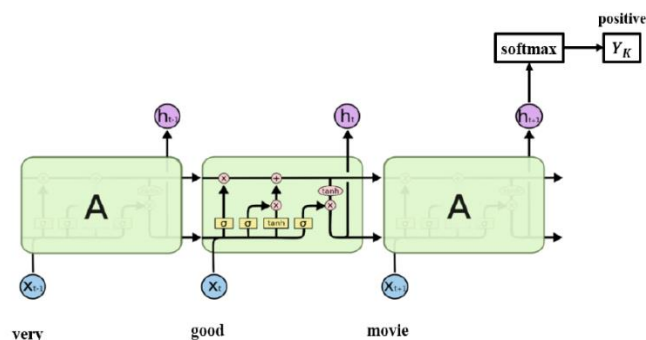 positive
softmax
Y_K
h_{t-1}
h_t
h_{t+1}
A
x
+
tanh
x
x
σ
σ
tanh
σ
A
X_{t-1}
X_t
X_{t+1}
very
good
movie